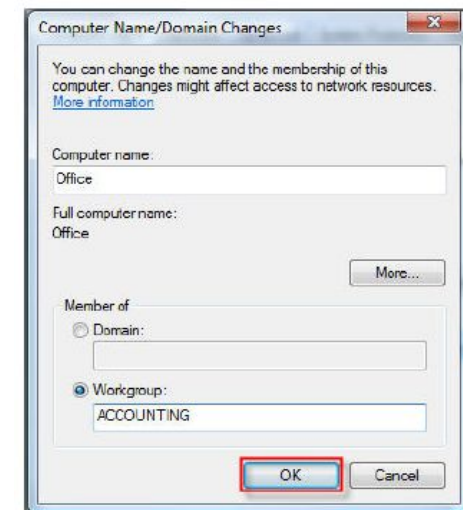 Computer Name/Domain Changes
You can change the name and the membership of this
computer. Changes might affect access to network resources.
More information
Computer name:
Office
Full computer name:
Office
More...
Member of
Domain:
Workgroup:
ACCOUNTING
OK
Cancel